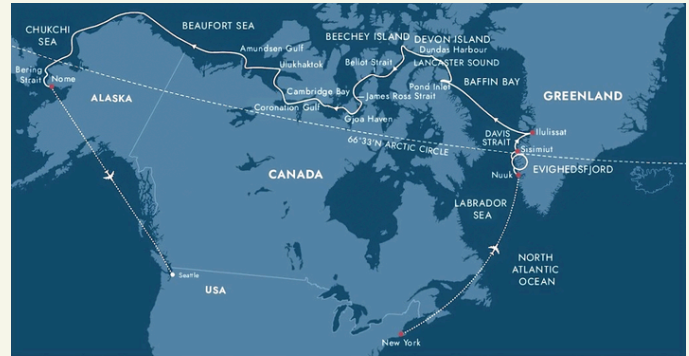 CHUKCHI
SEA
BEAUFORT SEA
Amundsen Gulf
BEECHEY ISLAND
DEVON ISLAND
Dundas Harbour
LANCASTER SOUND
Bellot Strait
Ulukhaktok
Bering
Strait
Nome
ALASKA
Cambridge Bay
James Ross Strait
Pond Inlet
BAFFIN BAY
GREENLAND
Coronation Gulf
Gjoa Haven
66°33'N ARCTIC CIRCLE
DAVIS
STRAIT
Ilulissat
Sisimiut
EVIGHEDSFJORD
Nuuk
CANADA
LABRADOR
SEA
NORTH
ATLANTIC
OCEAN
Seattle
USA
New York